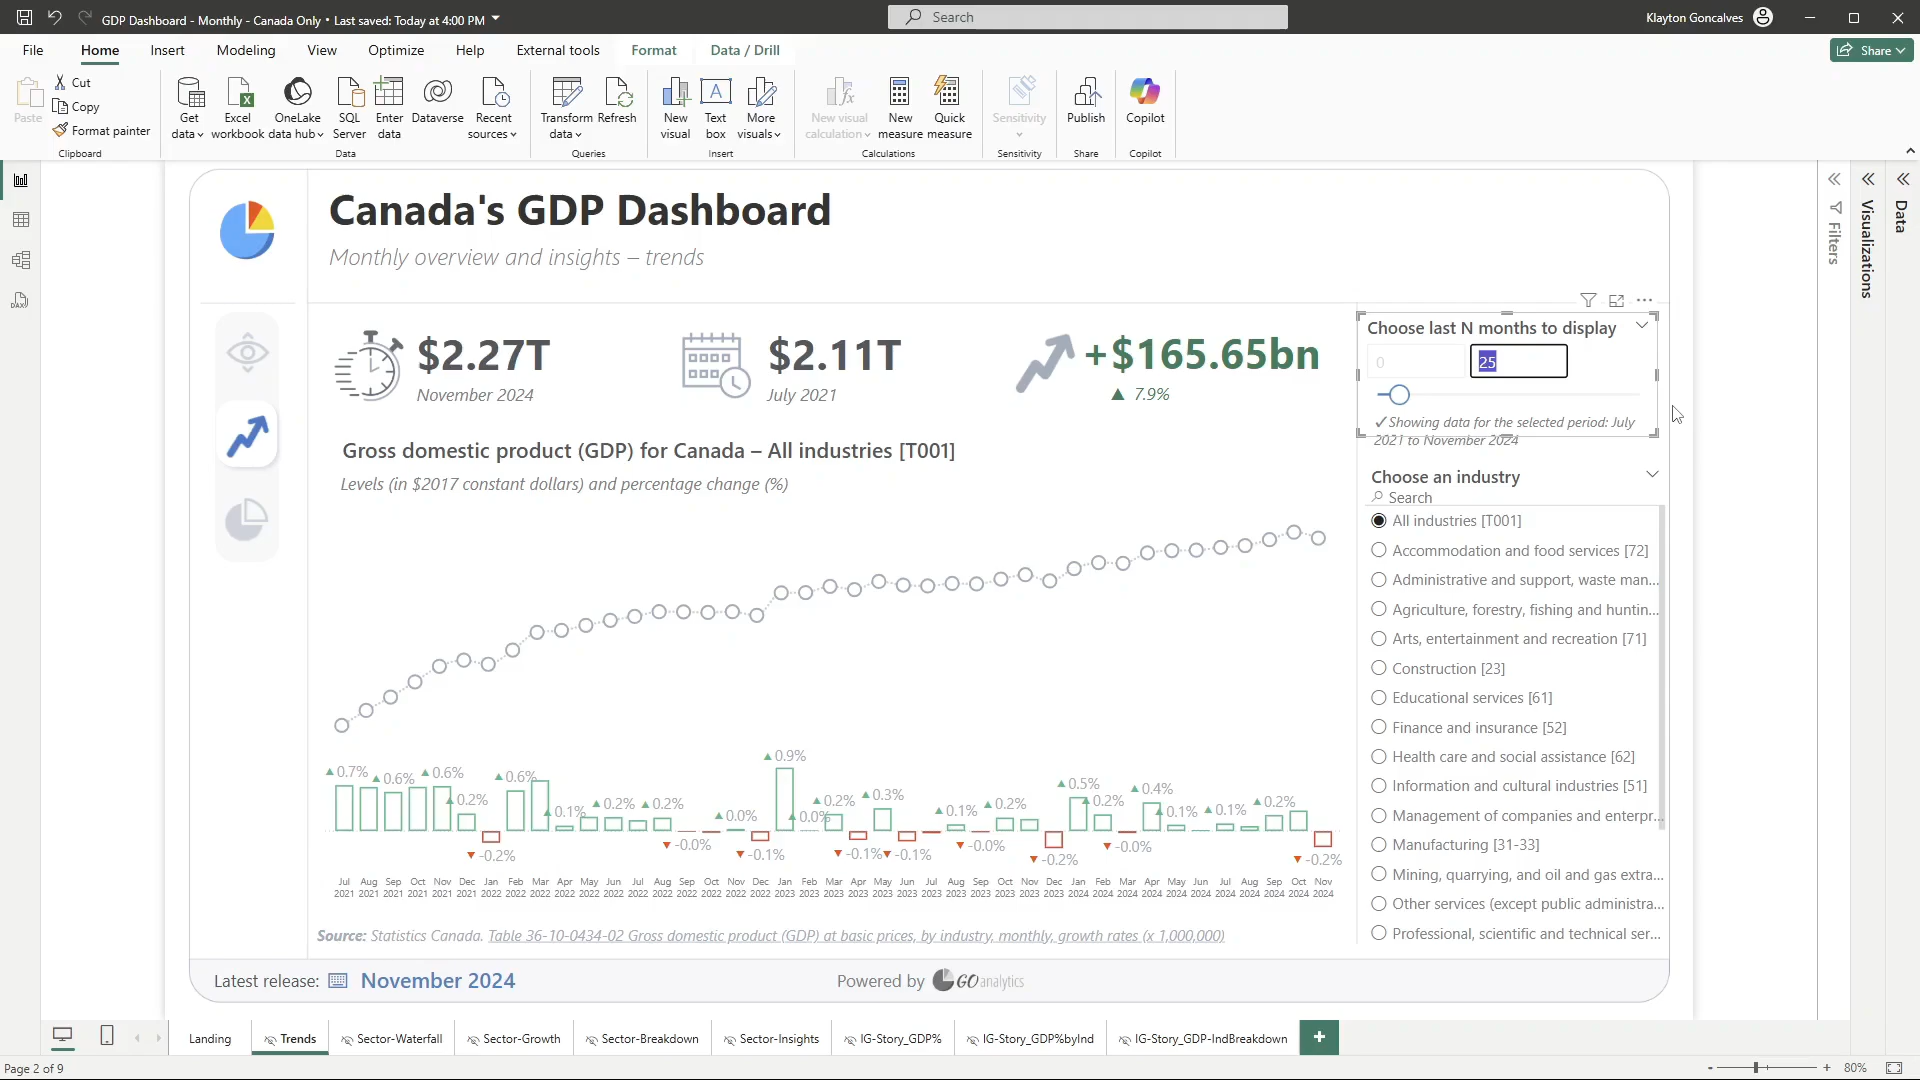 GDP Dashboard - Monthly - Canada Only • Last saved: Today at 4:00 PM
Search
Klayton Goncalves
File Home Insert Modeling View Optimize Help External tools Format Data / Drill
Share
Paste
Cut
Copy
Format painter
Clipboard
Get data
Excel workbook
OneLake data hub
SQL Server
Enter data
Dataverse
Recent sources
Data
Transform data
Refresh
Queries
New visual
Text box
More visuals
Insert
New visual calculation
New measure
Quick measure
Calculations
Sensitivity
Sensitivity
Publish
Share
Copilot
Copilot
DAX
Filters
Visualizations
Data
Canada's GDP Dashboard
Monthly overview and insights – trends
$2.27T
November 2024
$2.11T
July 2021
+$165.65bn
▲ 7.9%
Choose last N months to display
0
25
✓Showing data for the selected period: July
2021 to November 2024
Gross domestic product (GDP) for Canada – All industries [T001]
Levels (in $2017 constant dollars) and percentage change (%)
Choose an industry
Search
All industries [T001]
Accommodation and food services [72]
Administrative and support, waste man...
Agriculture, forestry, fishing and huntin...
Arts, entertainment and recreation [71]
Construction [23]
Educational services [61]
Finance and insurance [52]
Health care and social assistance [62]
Information and cultural industries [51]
Management of companies and enterpr...
Manufacturing [31-33]
Mining, quarrying, and oil and gas extra...
Other services (except public administra...
Professional, scientific and technical ser...
▲ 0.7% ▲ 0.6% ▲ 0.6% ▲ 0.2% ▲ 0.6% ▲ 0.1% ▲ 0.2% ▲ 0.2% ▲ 0.0% ▲ 0.9% ▲ 0.0% ▲ 0.2% ▲ 0.3% ▲ 0.1% ▲ 0.2% ▲ 0.5% ▲ 0.2% ▲ 0.4% ▲ 0.1% ▲ 0.1% ▲ 0.2%
▼ -0.2% ▼ -0.0% ▼ -0.1% ▼ -0.1% ▼ -0.1% ▼ -0.0% ▼ -0.2% ▼ -0.0% ▼ -0.2%
Jul Aug Sep Oct Nov Dec Jan Feb Mar Apr May Jun Jul Aug Sep Oct Nov Dec Jan Feb Mar Apr May Jun Jul Aug Sep Oct Nov Dec Jan Feb Mar Apr May Jun Jul Aug Sep Oct Nov
2021 2021 2021 2021 2021 2021 2022 2022 2022 2022 2022 2022 2022 2022 2022 2022 2022 2022 2023 2023 2023 2023 2023 2023 2023 2023 2023 2023 2023 2023 2024 2024 2024 2024 2024 2024 2024 2024 2024 2024 2024
Source: Statistics Canada. Table 36-10-0434-02 Gross domestic product (GDP) at basic prices, by industry, monthly, growth rates (x 1,000,000)
Latest release: November 2024
Powered by GO analytics
Landing Trends Sector-Waterfall Sector-Growth Sector-Breakdown Sector-Insights IG-Story_GDP% IG-Story_GDP%byInd IG-Story_GDP-IndBreakdown +
Page 2 of 9
- + 80%